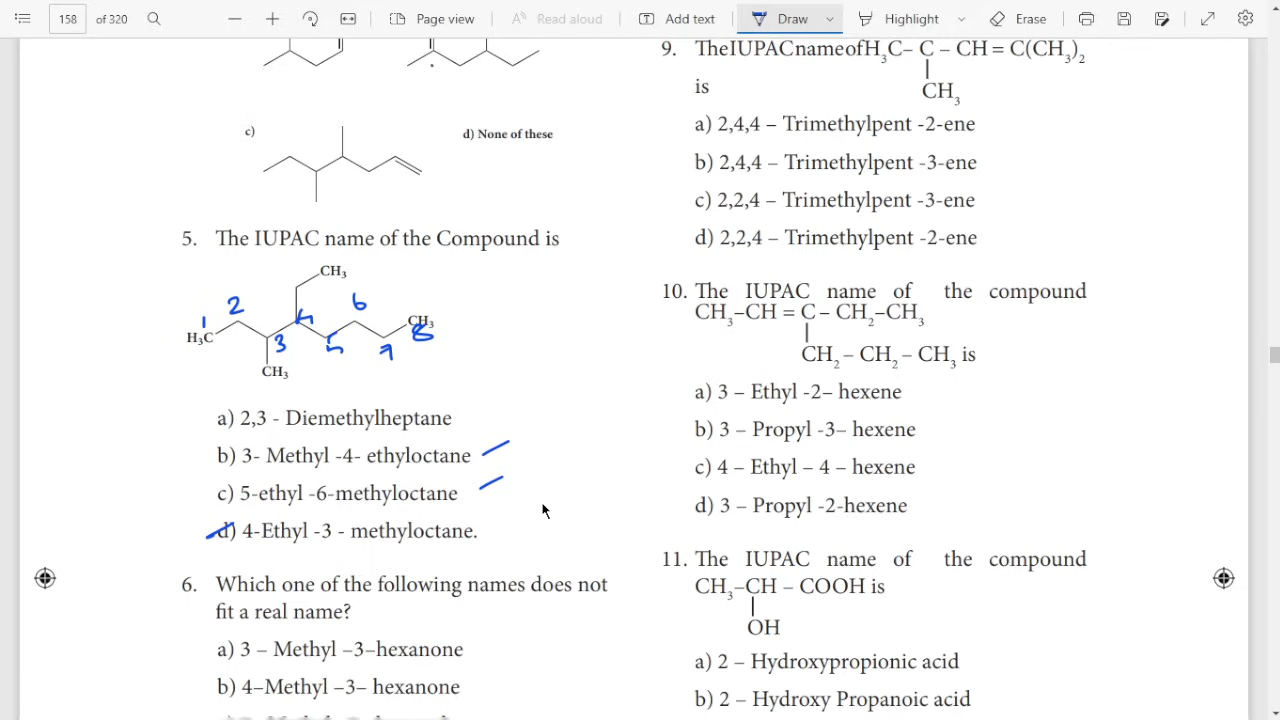 158 of 320 Page view Read aloud Add text Draw Highlight Erase
c) d) None of these
5. The IUPAC name of the Compound is
CH3
1 2 3 4 5 6 7 8
H3C CH3
CH3
a) 2,3 - Diemethylheptane
b) 3- Methyl -4- ethyloctane
c) 5-ethyl -6-methyloctane
d) 4-Ethyl -3 - methyloctane.
6. Which one of the following names does not
fit a real name?
a) 3 – Methyl –3–hexanone
b) 4–Methyl –3– hexanone
9. The IUPAC name of H3C– C – CH = C(CH3)2
CH3
is
a) 2,4,4 – Trimethylpent -2-ene
b) 2,4,4 – Trimethylpent -3-ene
c) 2,2,4 – Trimethylpent -3-ene
d) 2,2,4 – Trimethylpent -2-ene
10. The IUPAC name of the compound
CH3–CH = C – CH2–CH3
CH2 – CH2 – CH3 is
a) 3 – Ethyl -2– hexene
b) 3 – Propyl -3– hexene
c) 4 – Ethyl – 4 – hexene
d) 3 – Propyl -2-hexene
11. The IUPAC name of the compound
CH3–CH – COOH is
OH
a) 2 – Hydroxypropionic acid
b) 2 – Hydroxy Propanoic acid